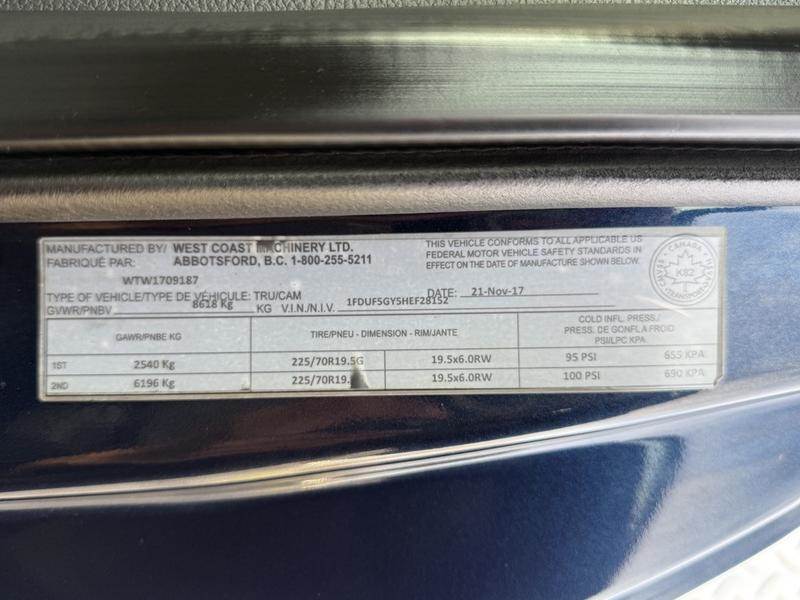 MANUFACTURED BY/ WEST COAST MACHINERY LTD.
FABRIQUÉ PAR: ABBOTSFORD, B.C. 1-800-255-5211
WTW1709187
THIS VEHICLE CONFORMS TO ALL APPLICABLE
FEDERAL MOTOR VEHICLE SAFETY STANDARDS IN
EFFECT ON THE DATE OF MANUFACTURE SHOWN BELOW.
CANADA
K82
TRANSPORT
TYPE OF VEHICLE/TYPE DE VÉHICULE: TRU/CAM
DATE: 21-Nov-17
GVWR/PNBV 8618 Kg KG V.I.N/N.I.V. 1FDUF5GY5HEF28152
GAWR/PNBE KG
TIRE/PNEU - DIMENSION - RIM/JANTE
COLD INFL. PRESS./
PRESS. DE GONFLA FROID
PSI/LPC KPA
1ST 2540 Kg 225/70R19.5G 19.5x6.0RW 95 PSI 655 KPA
2ND 6196 Kg 225/70R19. 19.5x6.0RW 100 PSI 690 KPA